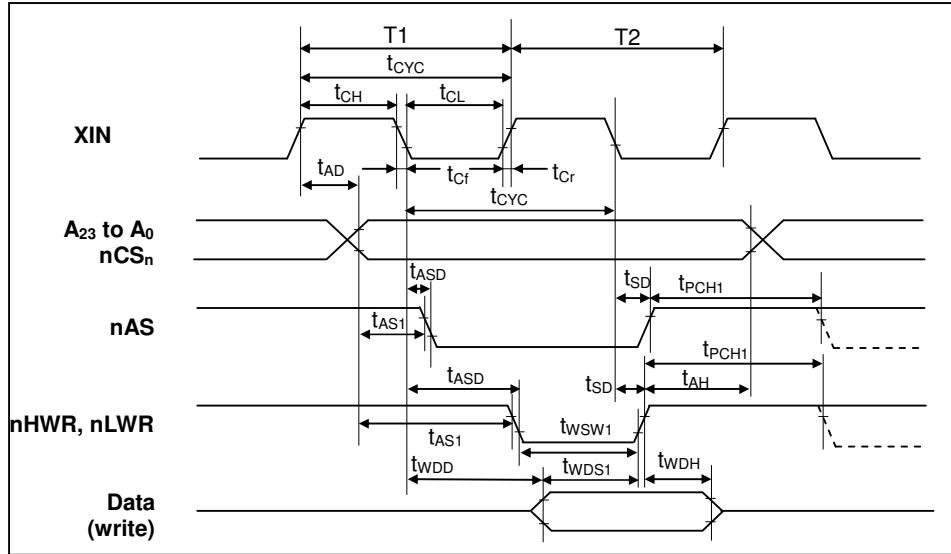 T1 T2
tCYC
tCH tCL
XIN
tAD tCf tCr
tCYC
A23 to A0
nCSn
tASD tSD tPCH1
nAS tAS1
tPCH1
tASD tSD tAH
nHWR, nLWR tAS1 tWSW1
tWDD tWDS1 tWDH
Data
(write)